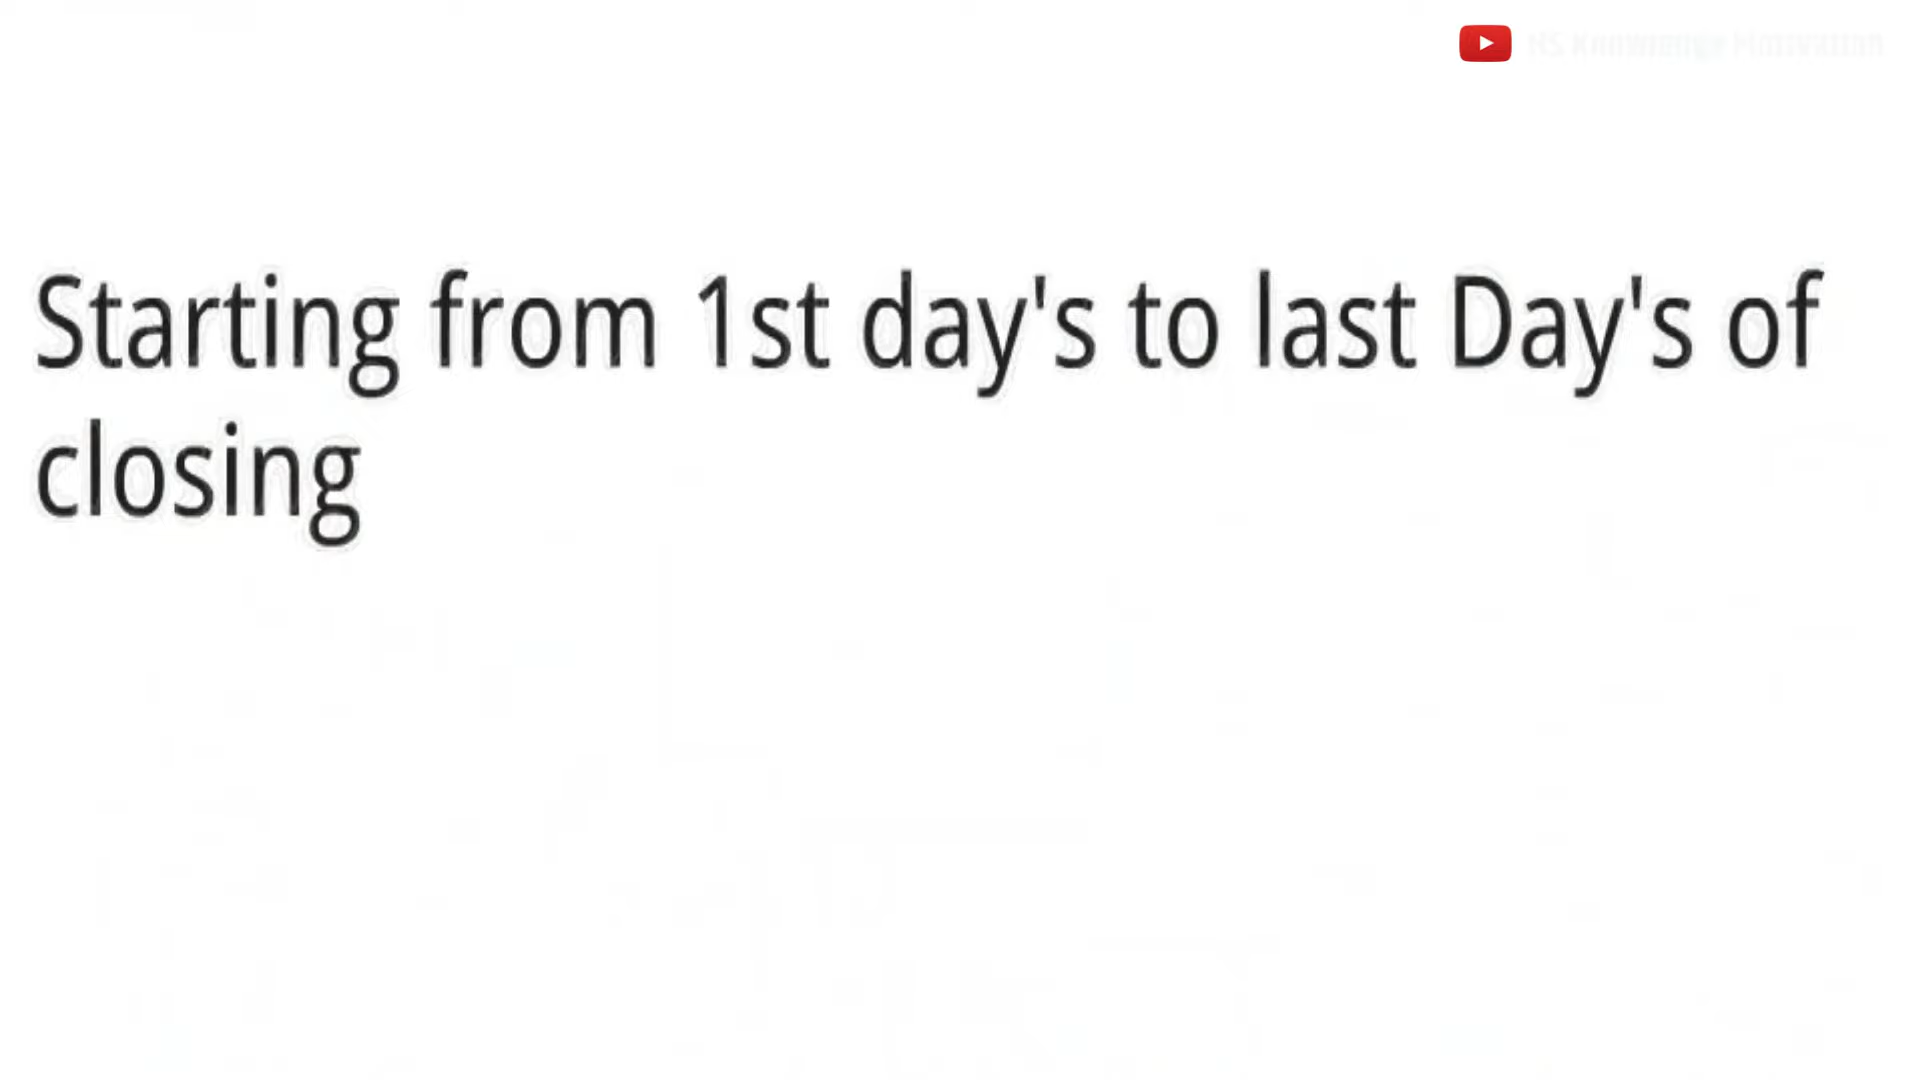 Starting from 1st day's to last Day's of
closing